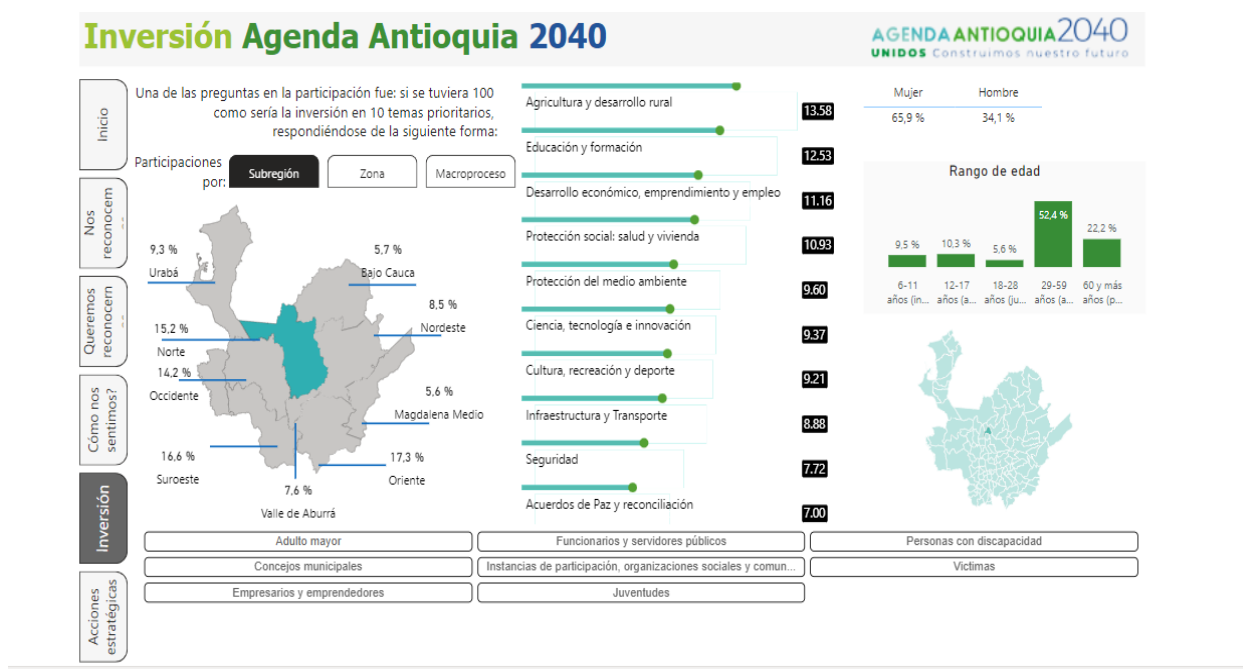 Inversión Agenda Antioquia 2040
AGENDA ANTIOQUIA 2040
UNIDOS Construimos nuestro futuro
Inicio
Nos
reconocem
...
Queremos
reconocern
...
Cómo nos
sentimos?
Inversión
Acciones
estratégicas
Una de las preguntas en la participación fue: si se tuviera 100
como sería la inversión en 10 temas prioritarios,
respondiéndose de la siguiente forma:
Participaciones
por:
Subregión
Zona
Macroproceso
9,3 %
Urabá
5,7 %
Bajo Cauca
8,5 %
Nordeste
15,2 %
Norte
14,2 %
Occidente
5,6 %
Magdalena Medio
16,6 %
Suroeste
17,3 %
Oriente
7,6 %
Valle de Aburrá
Agricultura y desarrollo rural
13.58
Educación y formación
12.53
Desarrollo económico, emprendimiento y empleo
11.16
Protección social: salud y vivienda
10.93
Protección del medio ambiente
9.60
Ciencia, tecnología e innovación
9.37
Cultura, recreación y deporte
9.21
Infraestructura y Transporte
8.88
Seguridad
7.72
Acuerdos de Paz y reconciliación
7.00
Mujer Hombre
65,9 % 34,1 %
Rango de edad
9,5 % 10,3 % 5,6 % 52,4 % 22,2 %
6-11 12-17 18-28 29-59 60 y más
años (in... años (a... años (ju... años (a... años (p...
Adulto mayor
Funcionarios y servidores públicos
Personas con discapacidad
Concejos municipales
Instancias de participación, organizaciones sociales y comun...
Victimas
Empresarios y emprendedores
Juventudes